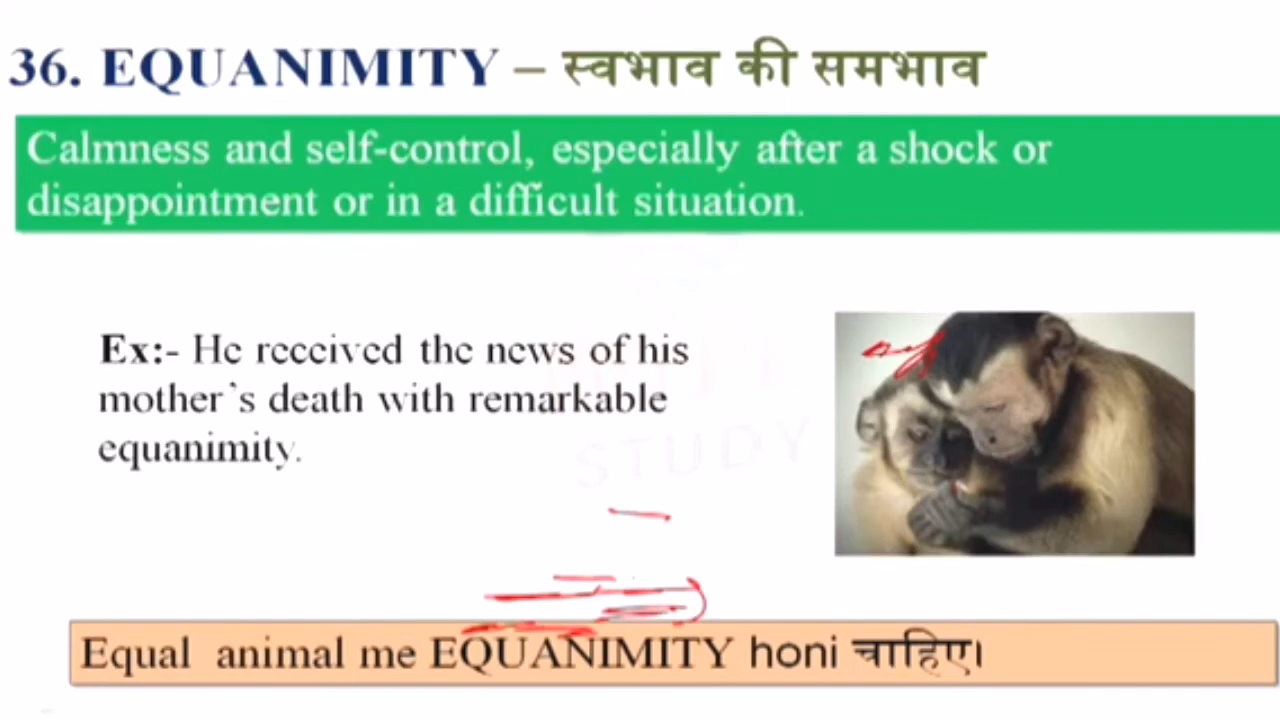 36. EQUANIMITY – स्वभाव की समभाव
Calmness and self-control, especially after a shock or
disappointment or in a difficult situation.
Ex:- He received the news of his
mother's death with remarkable
equanimity.
STUDY
Equal animal me EQUANIMITY honi चाहिए।